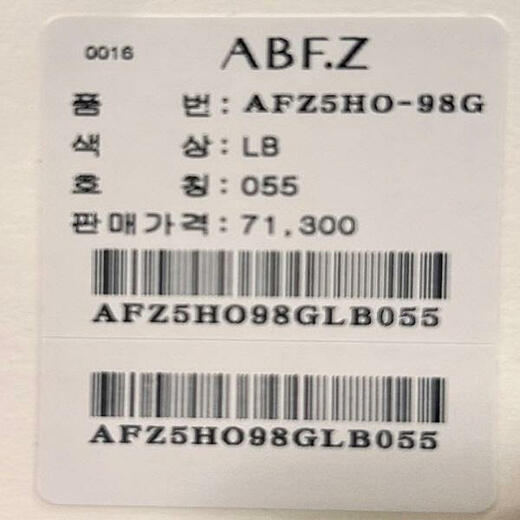 0016 ABF.Z
품 번 : AFZ5HO-98G
색 상 : LB
호 칭 : 055
판매가격 : 71,300
AFZ5HO98GLB055
AFZ5HO98GLB055